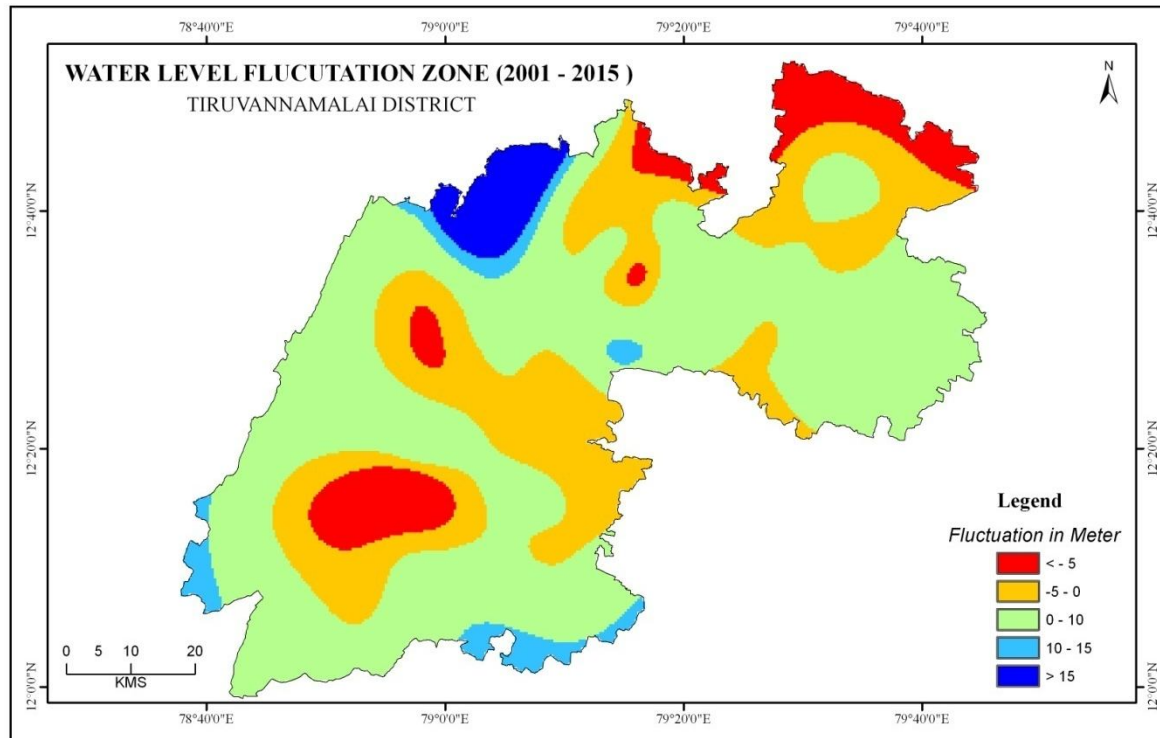 78°40'0"E 79°0'0"E 79°20'0"E 79°40'0"E
WATER LEVEL FLUCUTATION ZONE (2001 - 2015 )
TIRUVANNAMALAI DISTRICT
N
12°40'0"N 12°40'0"N
12°20'0"N 12°20'0"N
Legend
Fluctuation in Meter
< - 5
-5 - 0
0 - 10
10 - 15
> 15
0 5 10 20
KMS
12°0'0"N 12°0'0"N
78°40'0"E 79°0'0"E 79°20'0"E 79°40'0"E